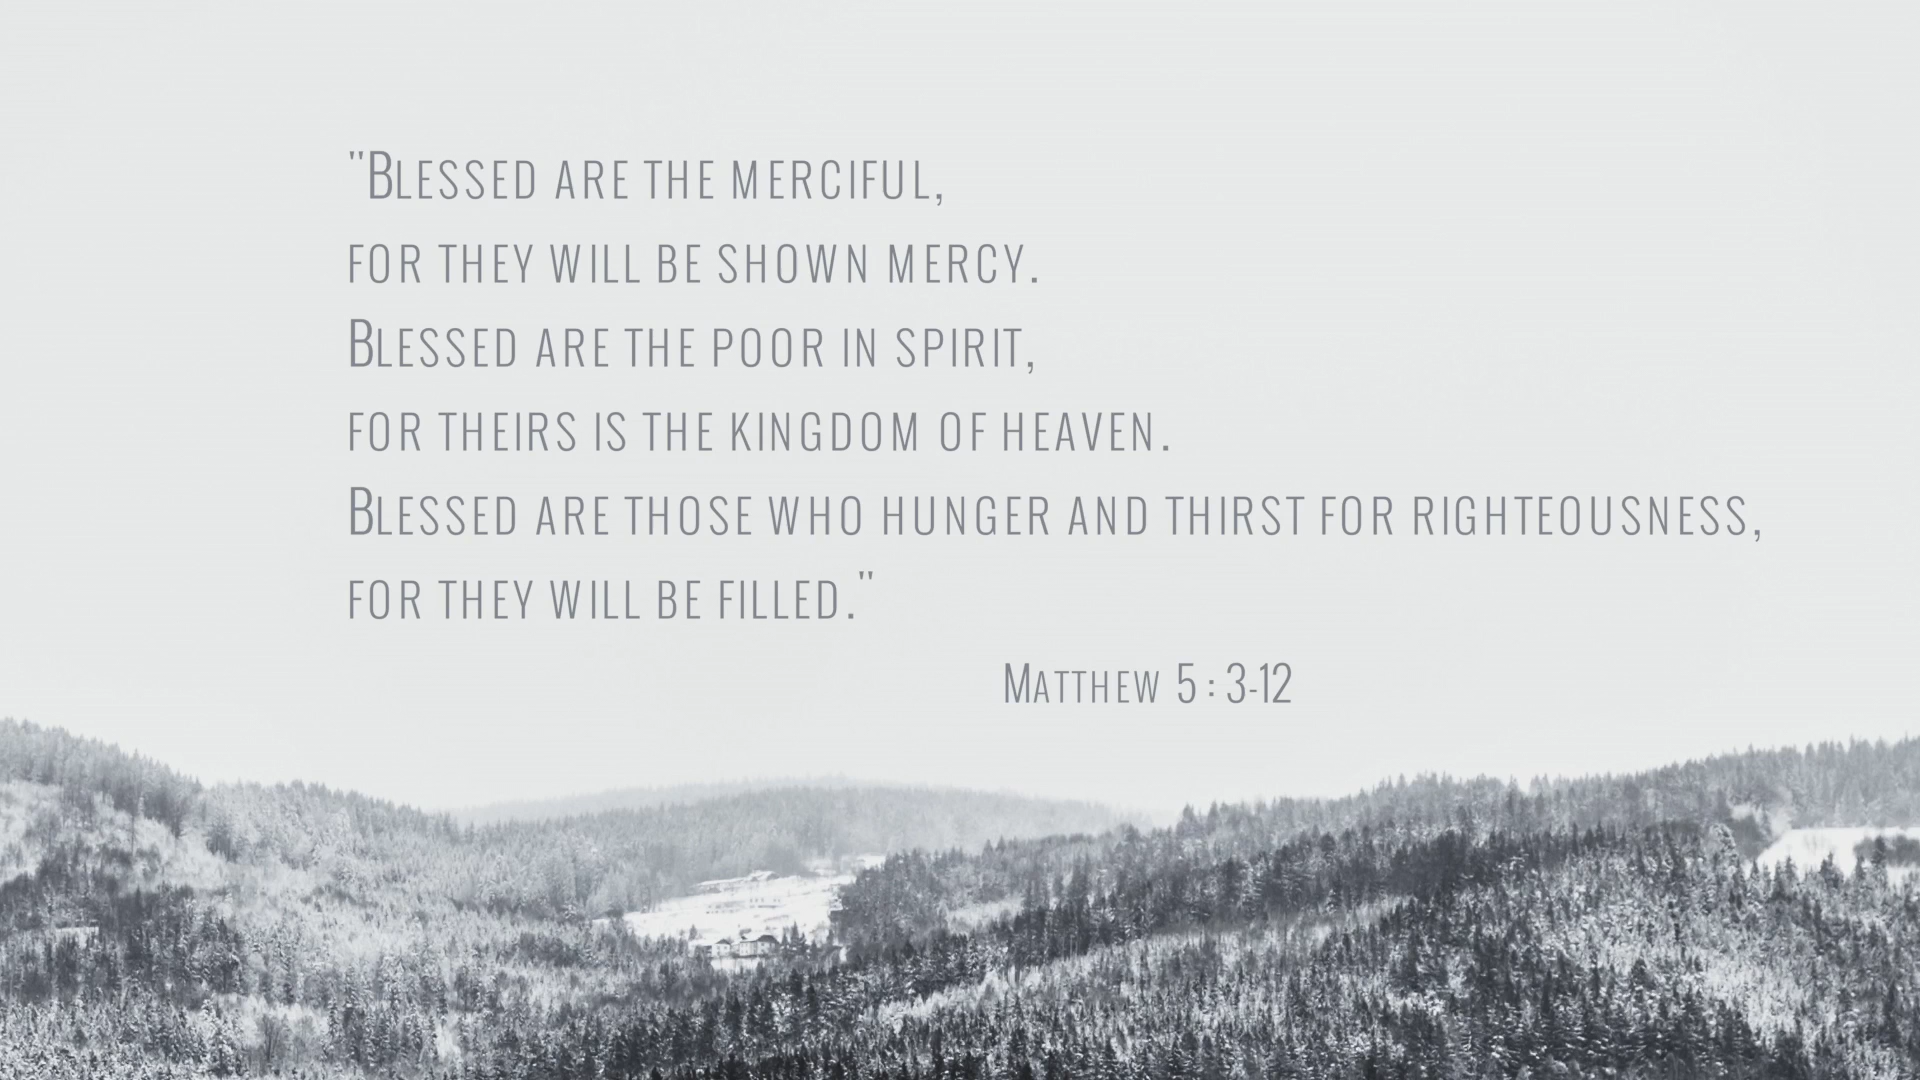 "Blessed are the merciful,
for they will be shown mercy.
Blessed are the poor in spirit,
for theirs is the kingdom of heaven.
Blessed are those who hunger and thirst for righteousness,
for they will be filled."
Matthew 5 : 3-12